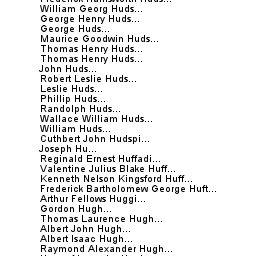 William Georg Huds...
George Henry Huds...
George Huds...
Maurice Goodwin Huds...
Thomas Henry Huds...
Thomas Henry Huds...
John Huds...
Robert Leslie Huds...
Leslie Huds...
Phillip Huds...
Randolph Huds...
Wallace William Huds...
William Huds...
Cuthbert John Hudspi...
Joseph Hu...
Reginald Ernest Huffadi...
Valentine Julius Blake Huff...
Kenneth Nelson Kingsford Huff...
Frederick Bartholomew George Huft...
Arthur Fellows Huggi...
Gordon Hugh...
Thomas Laurence Hugh...
Albert John Hugh...
Albert Isaac Hugh...
Raymond Alexander Hugh...